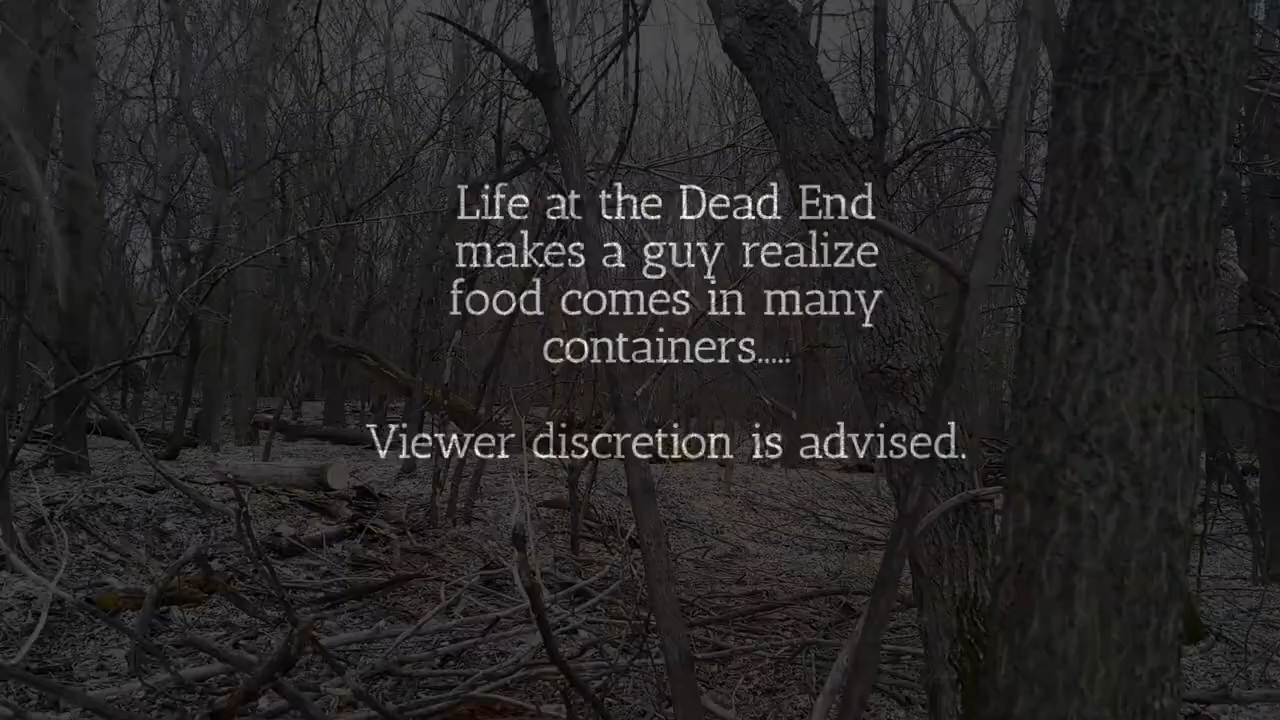 Life at the Dead End
makes a guy realize
food comes in many
containers.....
Viewer discretion is advised.